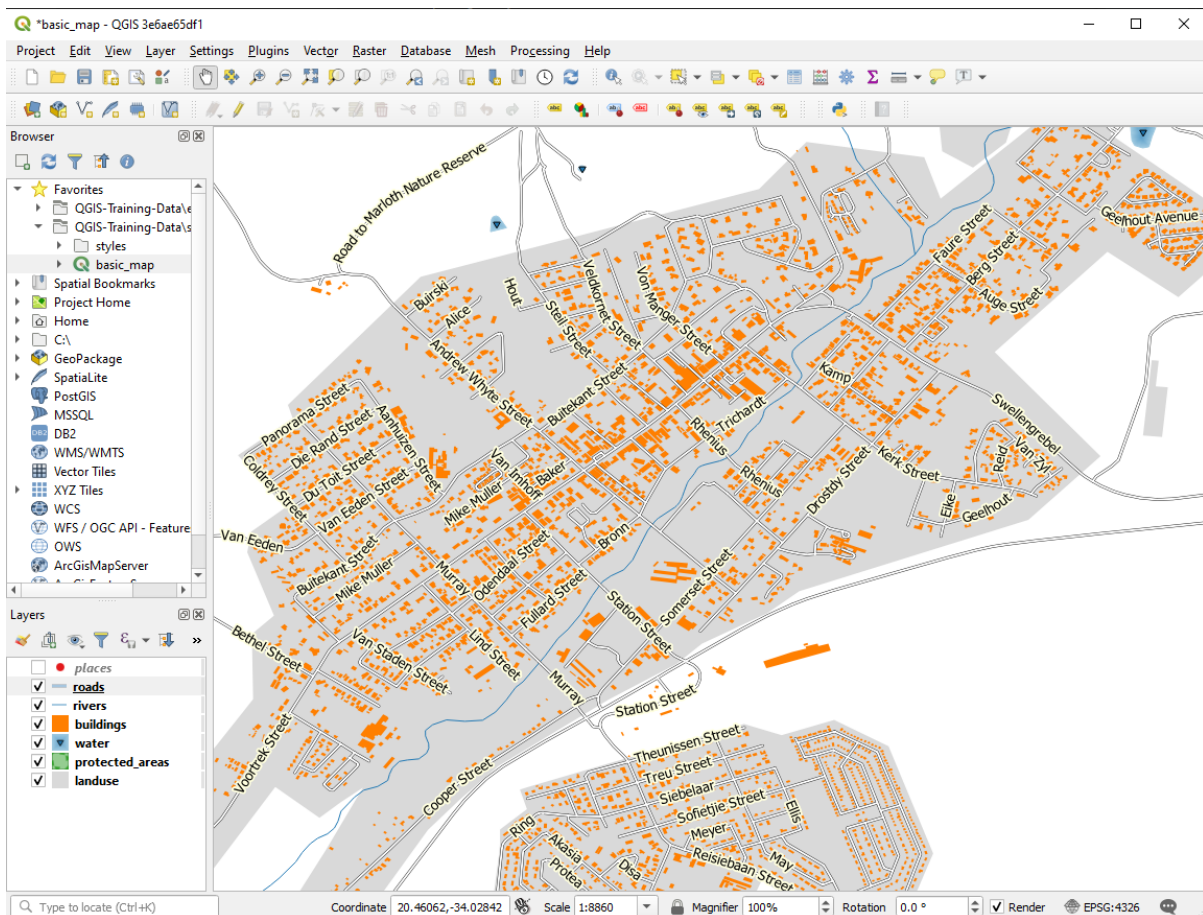 *basic_map - QGIS 3e6ae65df1
Project Edit View Layer Settings Plugins Vector Raster Database Mesh Processing Help
Browser
Favorites
QGIS-Training-Data\e
QGIS-Training-Data\s
styles
basic_map
Spatial Bookmarks
Project Home
Home
C:\
GeoPackage
SpatiaLite
PostGIS
MSSQL
DB2
WMS/WMTS
Vector Tiles
XYZ Tiles
WCS
WFS / OGC API - Feature
OWS
ArcGisMapServer
Layers
places
roads
rivers
buildings
water
protected_areas
landuse
Road to Marloth Nature Reserve
Geelhout Avenue
Faure Street
Berg Street
Auge Street
Buirski
Alice
Hout
Steil Street
Veldkornet Street
Von Manger Street
Andrew Whyte Street
Buitekant Street
Kamp
Swellengrebel
Panorama Street
Die Rand Street
Aanhuizen Street
Trichardt
Rhenius
Coldrey Street
Du Toit Street
Van Eeden Street
Van Imhoff
Baker
Mike Muller
Rhenius
Drostdy Street
Kerk Street
Reid
Van Zyl
Eike
Geelhout
Van Eeden
Bronn
Buitekant Street
Mike Muller
Murray
Odendaal Street
Fullard Street
Station Street
Somerset Street
Bethel Street
Van Staden Street
Lind Street
Murray
Station Street
Voortrek Street
Cooper Street
Theunissen Street
Treu Street
Siebelaar
Sofietjie Street
Ellis
Meyer
Ring
Akasia
Protea
Disa
Reisiebaan Street
May
Type to locate (Ctrl+K) Coordinate 20.46062,-34.02842 Scale 1:8860 Magnifier 100% Rotation 0.0 ° Render EPSG:4326